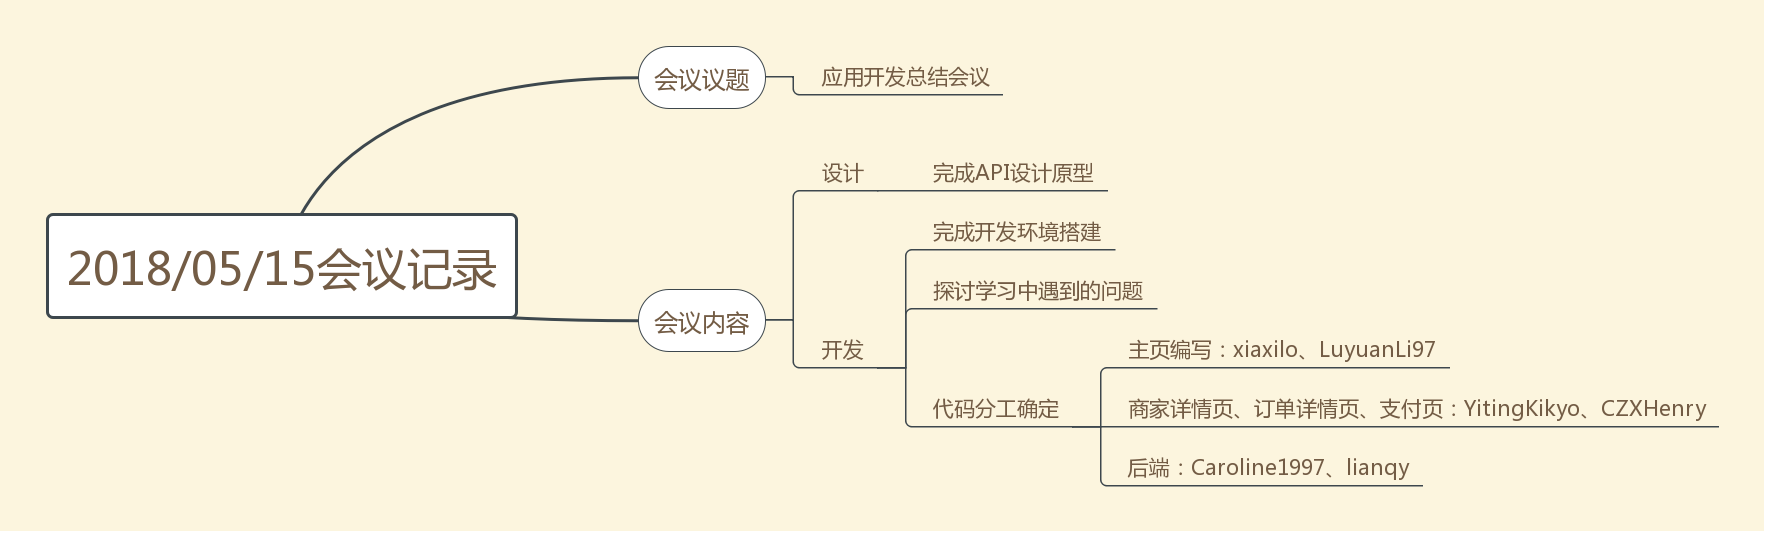 会议议题
应用开发总结会议
设计
完成API设计原型
完成开发环境搭建
2018/05/15会议记录
探讨学习中遇到的问题
会议内容
开发
主页编写：xiaxilo、LuyuanLi97
代码分工确定
商家详情页、订单详情页、支付页：YitingKikyo、CZXHenry
后端：Caroline1997、lianqy